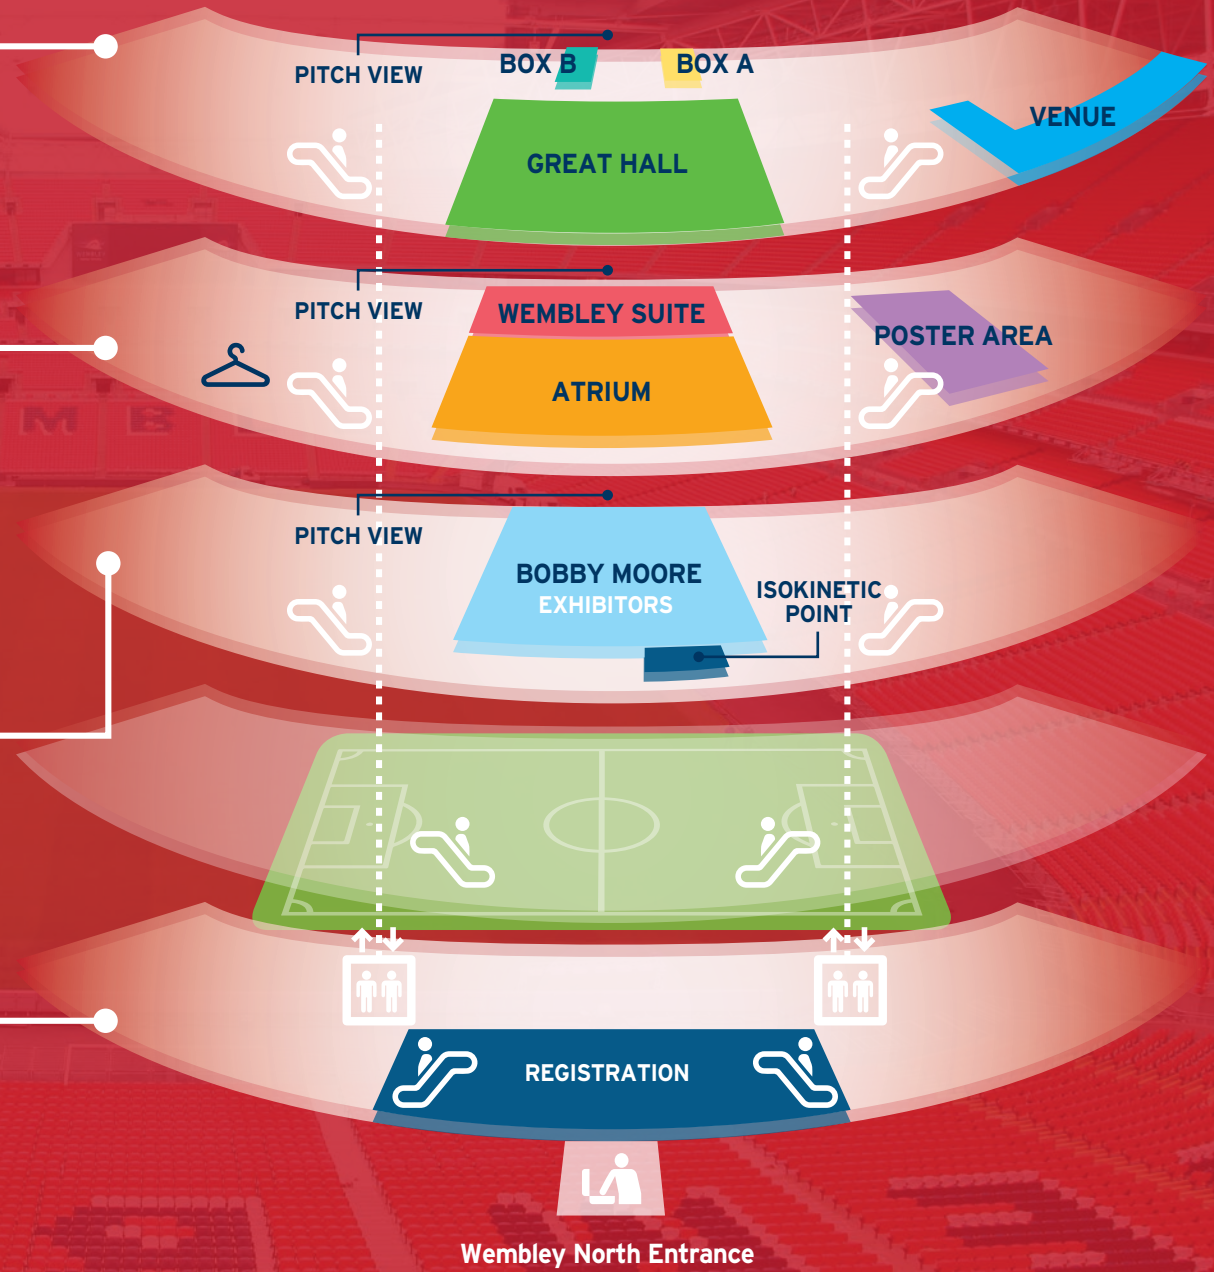 BOX B
BOX A
PITCH VIEW
VENUE
GREAT HALL
PITCH VIEW
WEMBLEY SUITE
POSTER AREA
ATRIUM
M B
PITCH VIEW
BOBBY MOORE
EXHIBITORS
ISOKINETIC
POINT
REGISTRATION
Wembley North Entrance